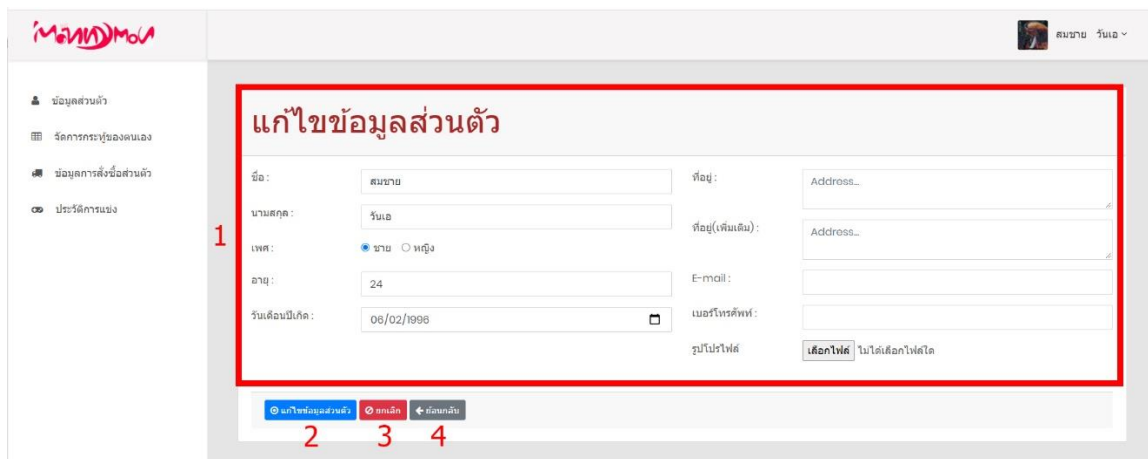 สมชาย วันเอ
ข้อมูลส่วนตัว
จัดการกระทู้ของตนเอง
ข้อมูลการสั่งซื้อส่วนตัว
ประวัติการแข่ง
แก้ไขข้อมูลส่วนตัว
ชื่อ :
สมชาย
นามสกุล :
วันเอ
เพศ :
ชาย หญิง
อายุ :
24
วันเดือนปีเกิด :
06/02/1996
ที่อยู่ :
Address...
ที่อยู่(เพิ่มเติม) :
Address...
E-mail :
เบอร์โทรศัพท์ :
รูปโปรไฟล์
เลือกไฟล์ ไม่ได้เลือกไฟล์ใด
1
แก้ไขข้อมูลส่วนตัว ยกเลิก ย้อนกลับ
2 3 4